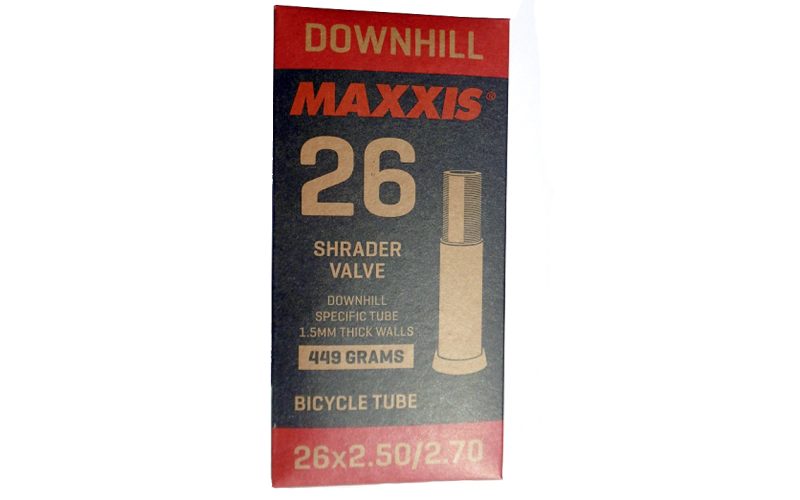 DOWNHILL
MAXXIS®
26
SHRADER
VALVE
DOWNHILL
SPECIFIC TUBE
1.5MM THICK WALLS
449 GRAMS
BICYCLE TUBE
26x2.50/2.70